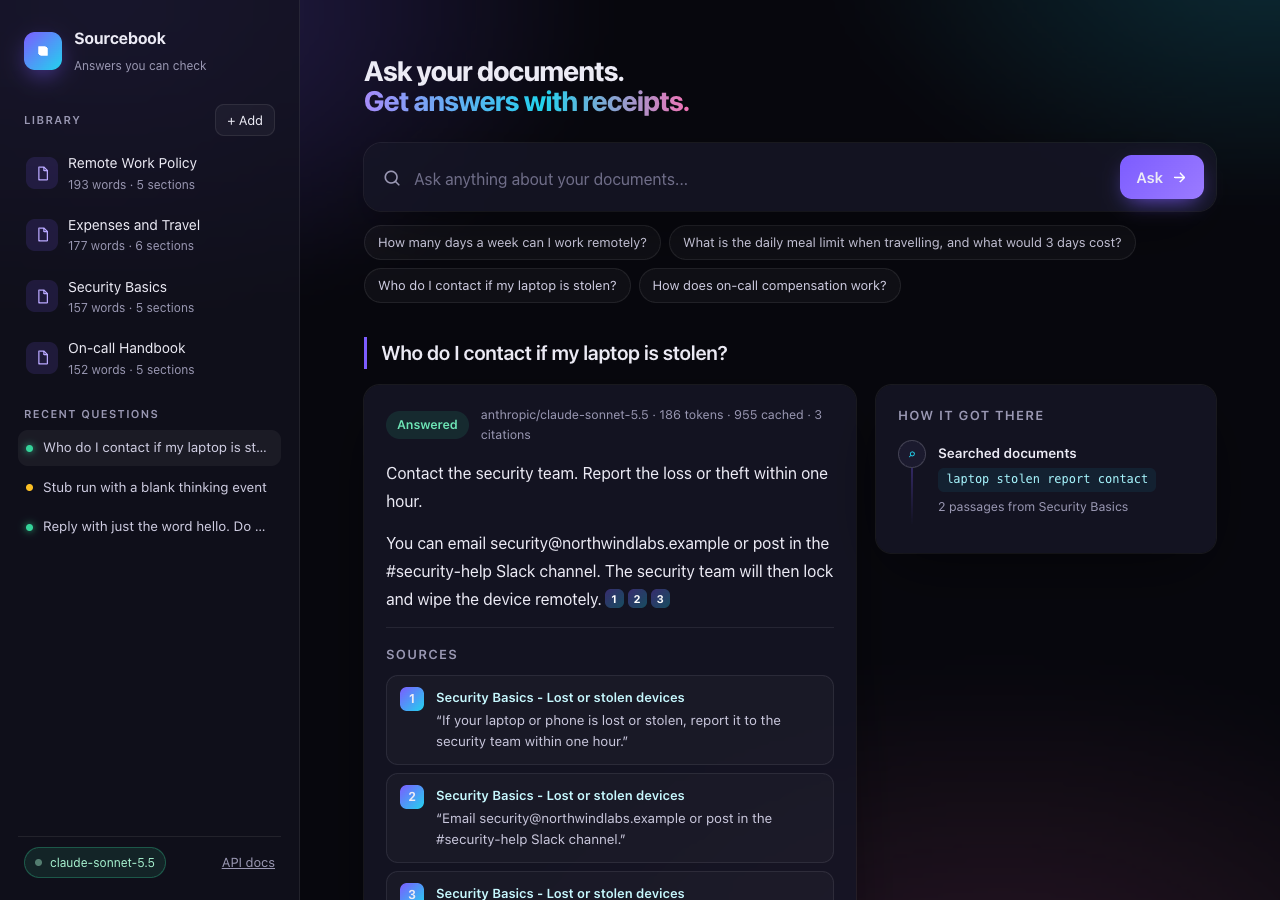 Sourcebook
Answers you can check
LIBRARY
+ Add
Remote Work Policy
193 words · 5 sections
Expenses and Travel
177 words · 6 sections
Security Basics
157 words · 5 sections
On-call Handbook
152 words · 5 sections
RECENT QUESTIONS
Who do I contact if my laptop is st...
Stub run with a blank thinking event
Reply with just the word hello. Do ...
claude-sonnet-5.5
API docs
Ask your documents.
Get answers with receipts.
Ask anything about your documents...
Ask →
How many days a week can I work remotely?
What is the daily meal limit when travelling, and what would 3 days cost?
Who do I contact if my laptop is stolen?
How does on-call compensation work?
Who do I contact if my laptop is stolen?
Answered
anthropic/claude-sonnet-5.5 · 186 tokens · 955 cached · 3
citations
Contact the security team. Report the loss or theft within one
hour.
You can email security@northwindlabs.example or post in the
#security-help Slack channel. The security team will then lock
and wipe the device remotely. 1 2 3
SOURCES
1
Security Basics - Lost or stolen devices
“If your laptop or phone is lost or stolen, report it to the
security team within one hour.”
2
Security Basics - Lost or stolen devices
“Email security@northwindlabs.example or post in the
#security-help Slack channel.”
3
Security Basics - Lost or stolen devices
HOW IT GOT THERE
Searched documents
laptop stolen report contact
2 passages from Security Basics